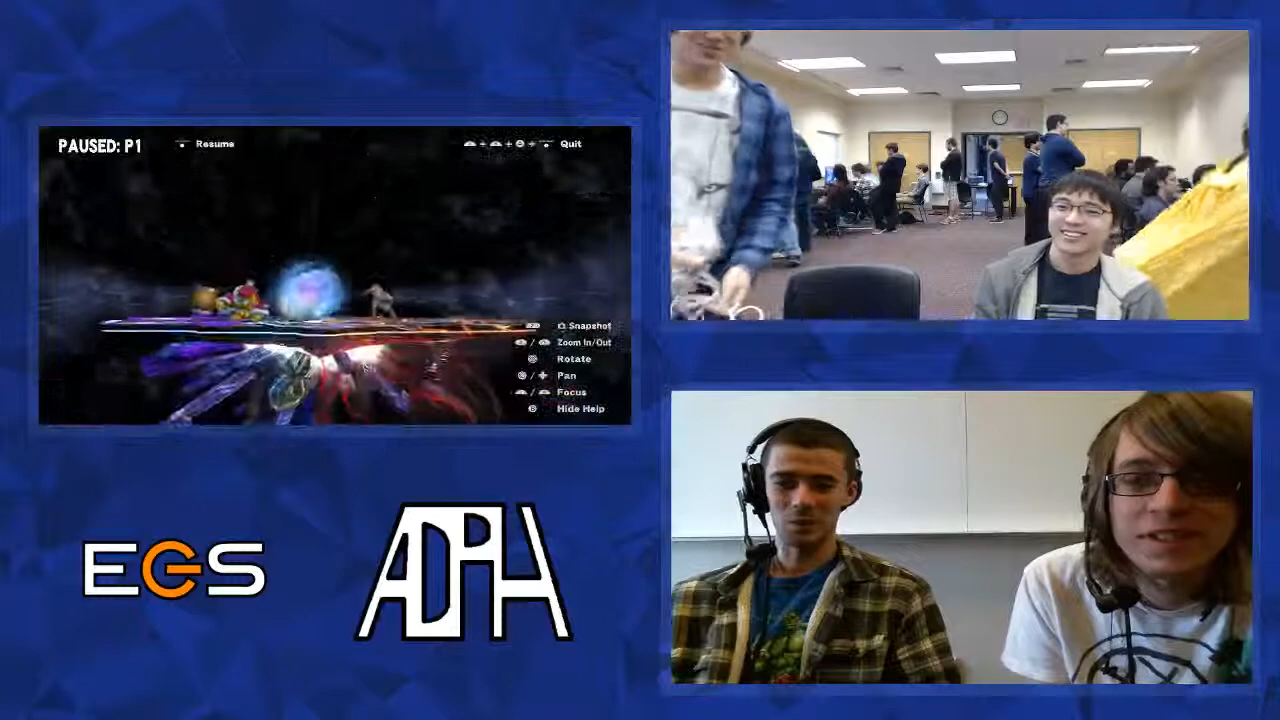 PAUSED: P1
Resume
+ + + Quit
Snapshot
/ Zoom In/Out
Rotate
/ Pan
/ Focus
Hide Help
EGS
ADPH